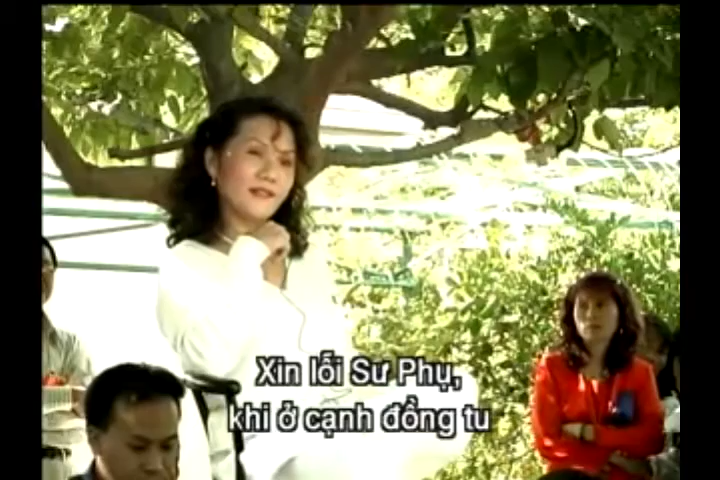 Xin lỗi Sư Phụ,
khi ở cạnh đồng tu